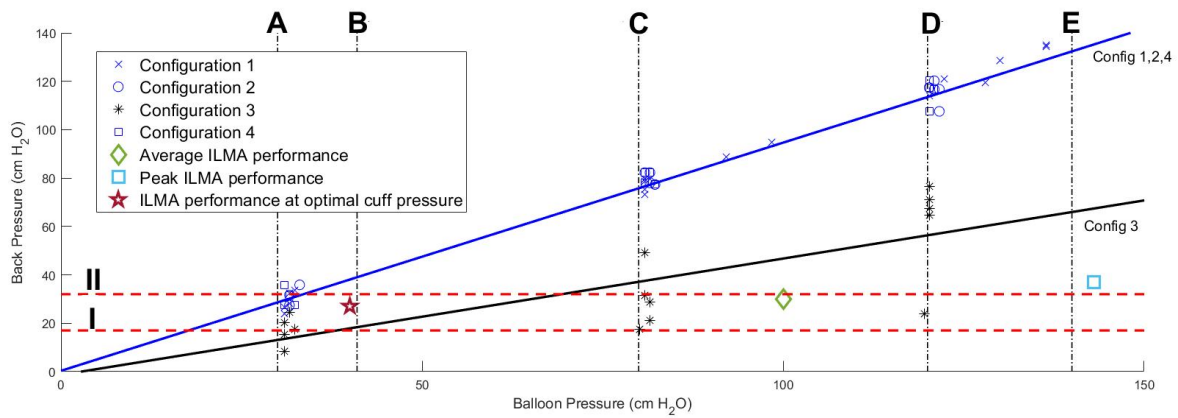 A B C D E
140
120
100
80
60
40
20
0
Back Pressure (cm H2O)
Configuration 1
Configuration 2
Configuration 3
Configuration 4
Average ILMA performance
Peak ILMA performance
ILMA performance at optimal cuff pressure
Config 1,2,4
Config 3
II
I
0 50 100 150
Balloon Pressure (cm H2O)